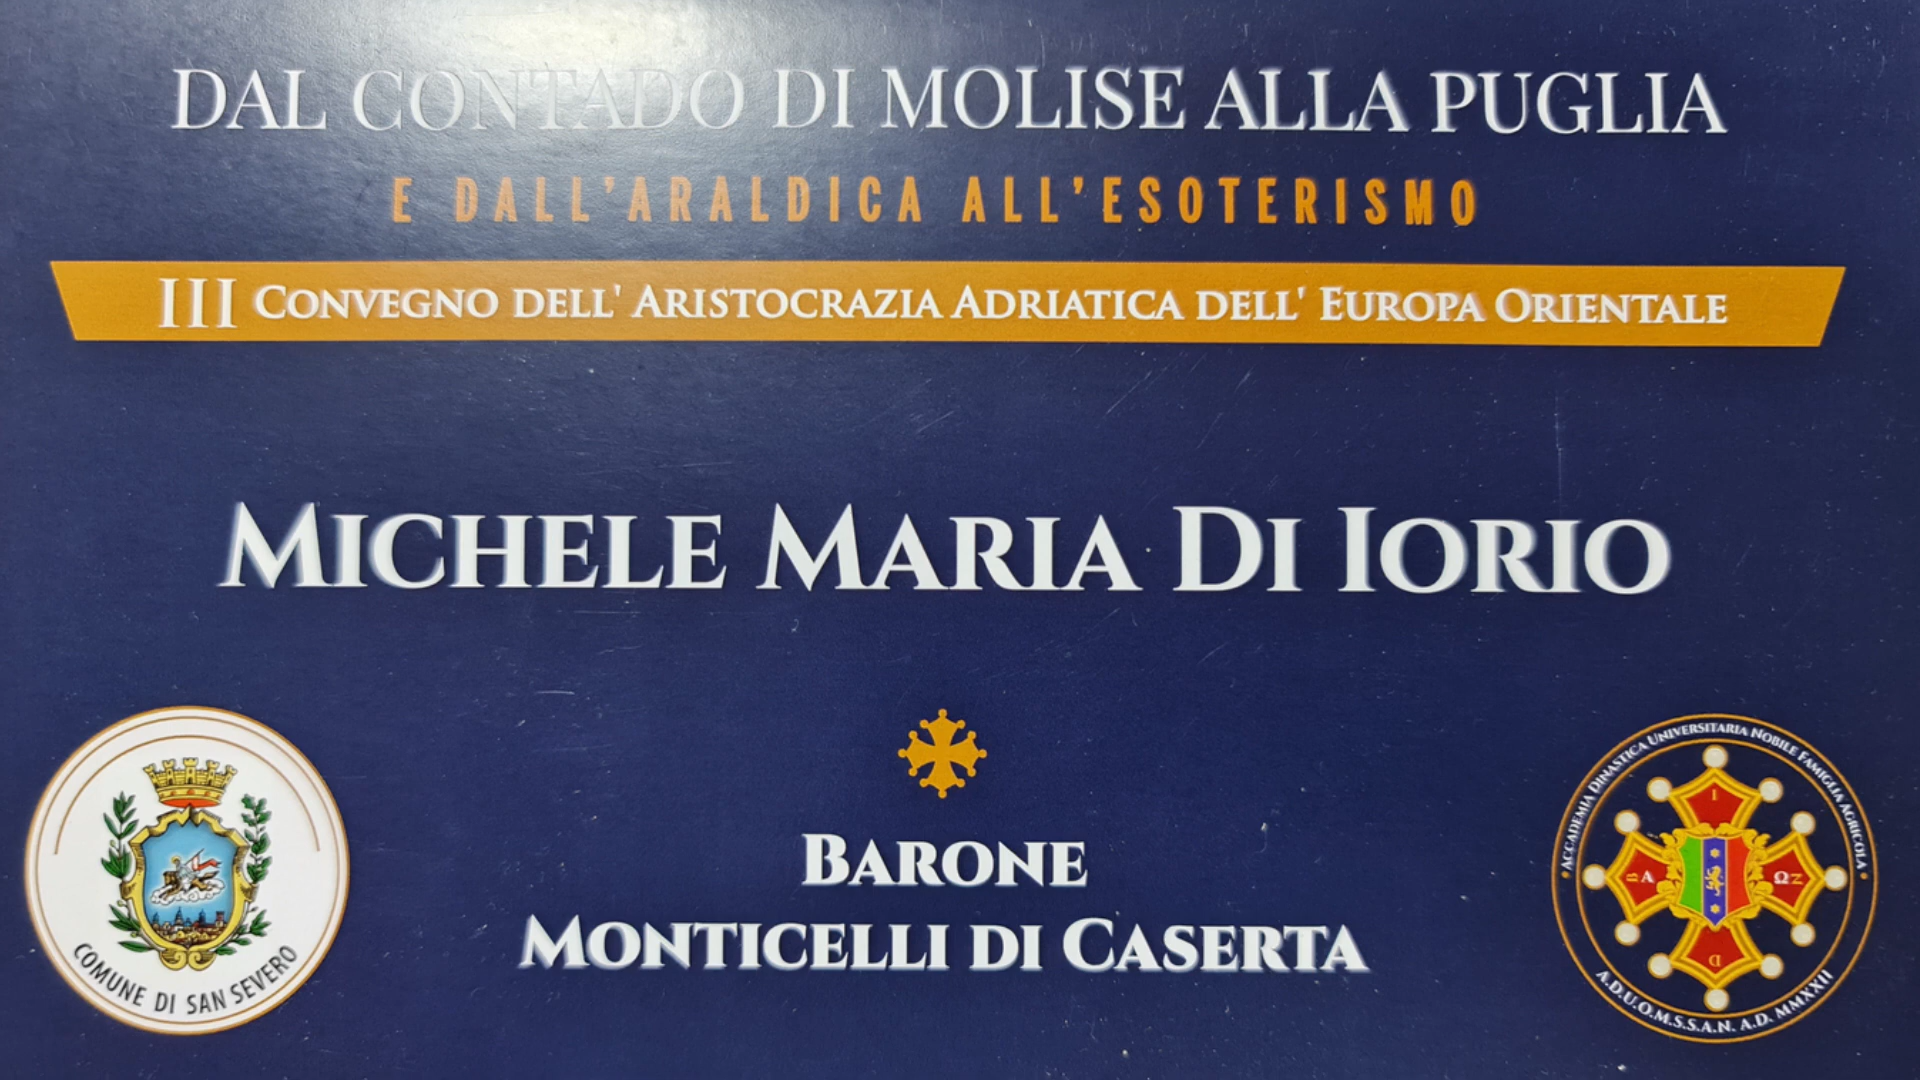 DAL CONTADO DI MOLISE ALLA PUGLIA
E DALL'ARALDICA ALL'ESOTERISMO
III CONVEGNO DELL' ARISTOCRAZIA ADRIATICA DELL' EUROPA ORIENTALE
MICHELE MARIA DI IORIO
BARONE
MONTICELLI DI CASERTA
COMUNE DI SAN SEVERO
ACCADEMIA DINASTICA UNIVERSITARIA NOBILE FAMIGLIA AGRICOLA
I
A
Ω
A.D.U.O.M.S.S.A.N. A.D. MMXXII